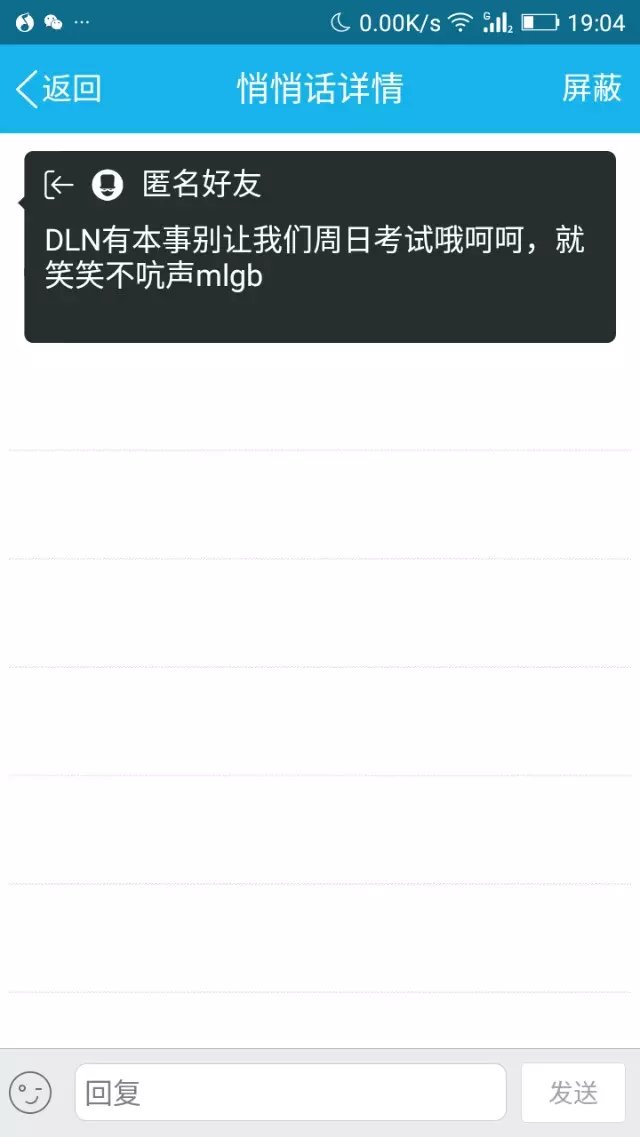 0.00K/s G 2 19:04
返回 悄悄话详情 屏蔽
匿名好友
DLN有本事别让我们周日考试哦呵呵，就
笑笑不吭声mlgb
回复 发送